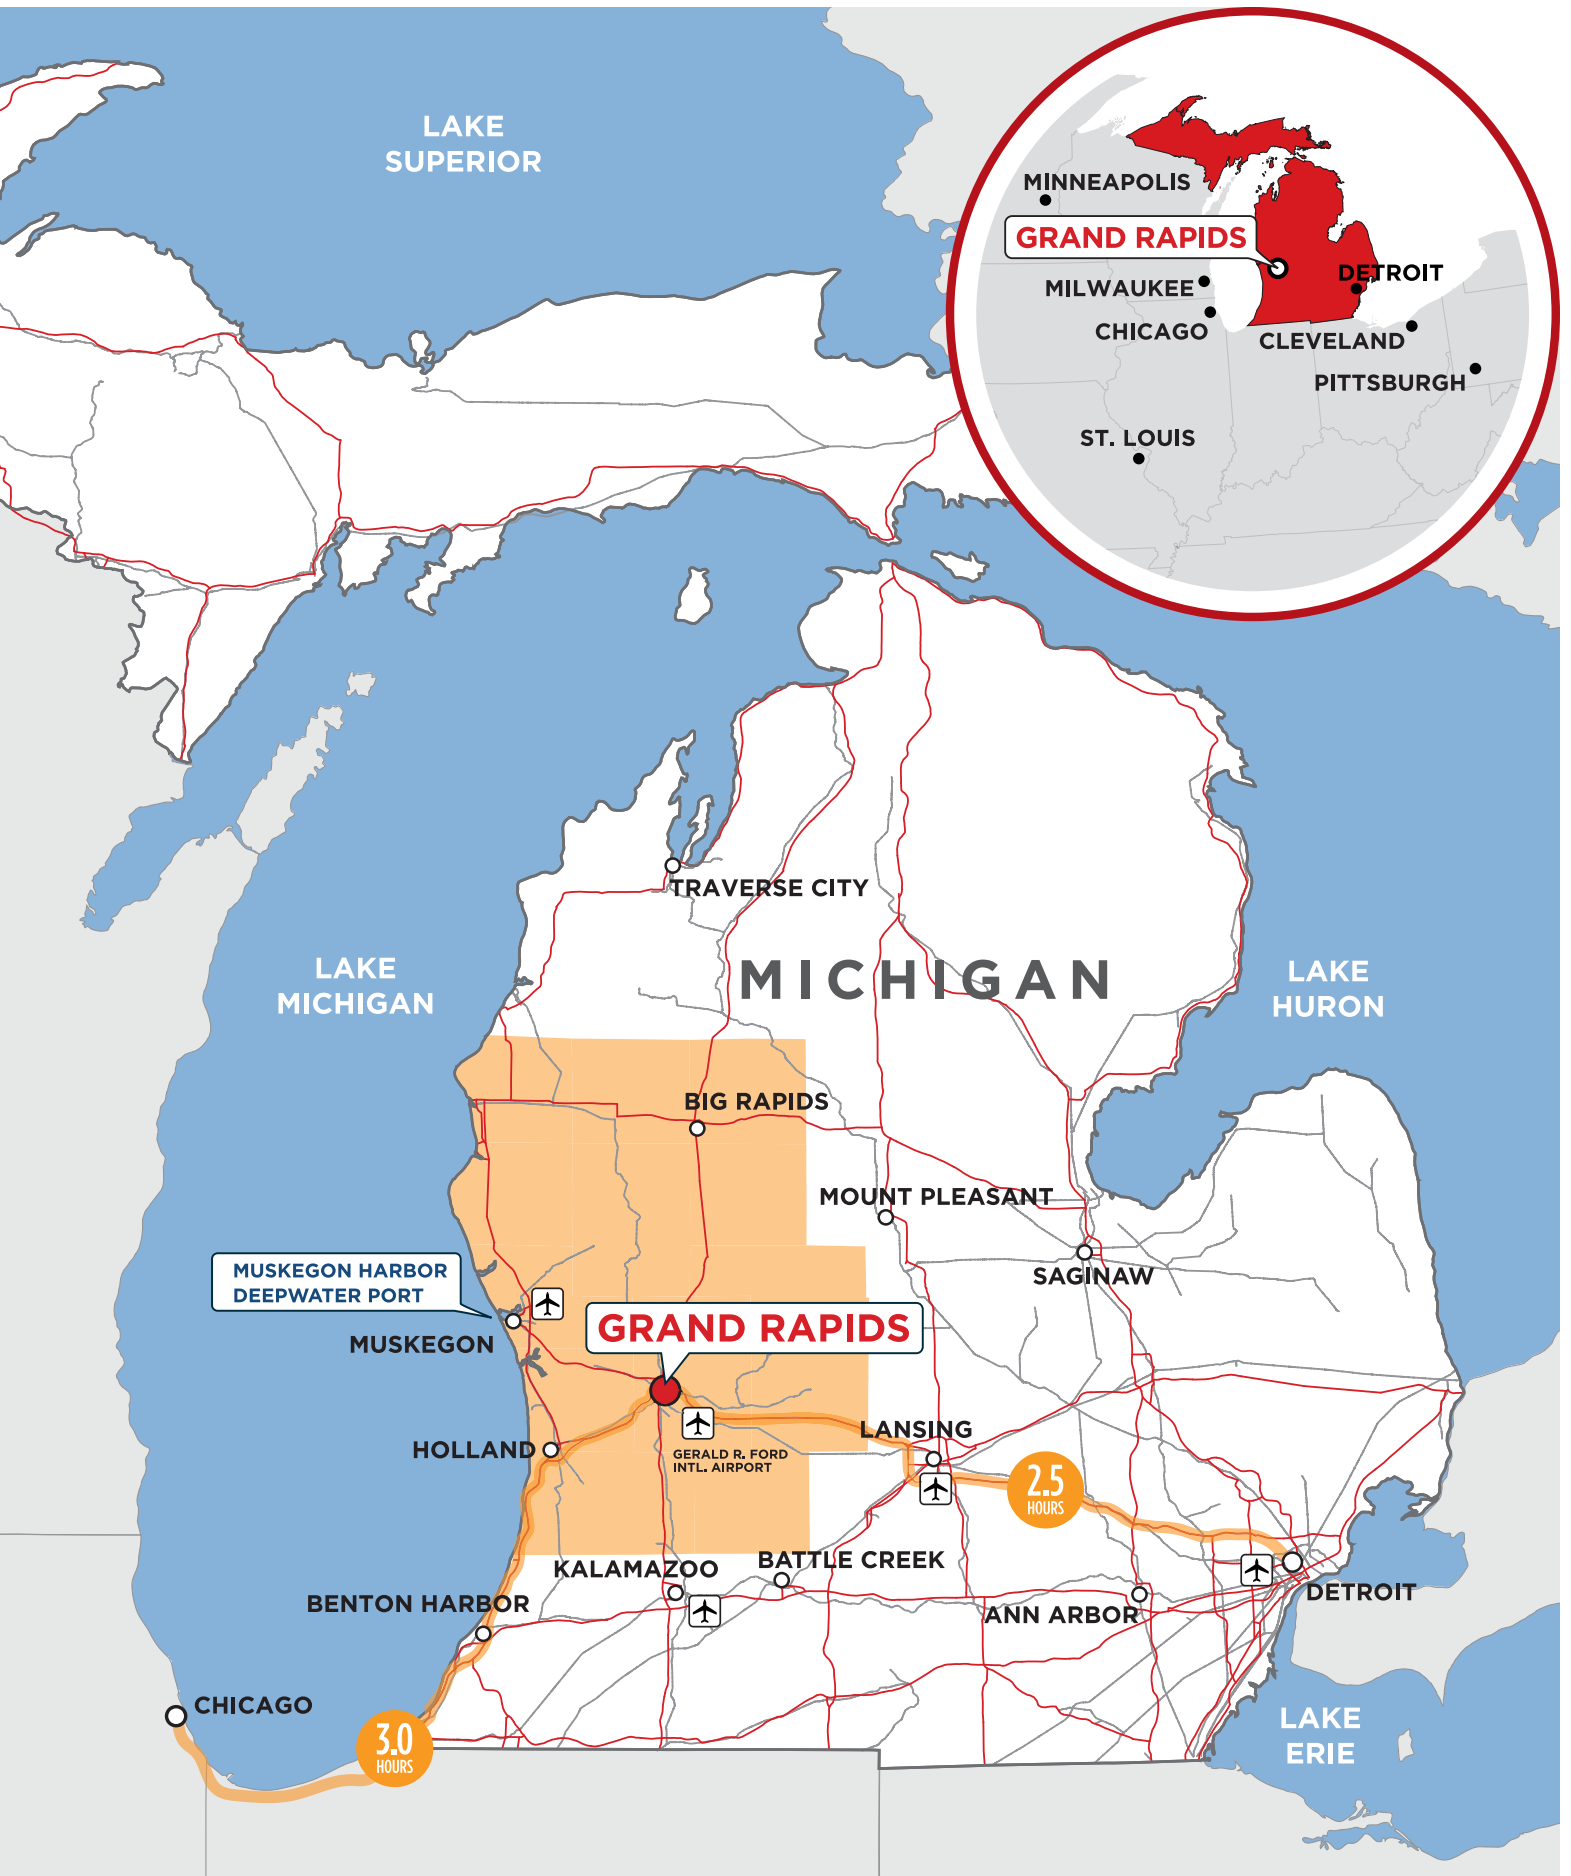 LAKE
SUPERIOR
MINNEAPOLIS
GRAND RAPIDS
DETROIT
MILWAUKEE
CHICAGO
CLEVELAND
PITTSBURGH
ST. LOUIS
TRAVERSE CITY
MICHIGAN
LAKE
MICHIGAN
LAKE
HURON
BIG RAPIDS
MOUNT PLEASANT
SAGINAW
MUSKEGON HARBOR
DEEPWATER PORT
MUSKEGON
GRAND RAPIDS
HOLLAND
GERALD R. FORD
INTL. AIRPORT
LANSING
2.5
HOURS
KALAMAZOO
BATTLE CREEK
BENTON HARBOR
ANN ARBOR
DETROIT
CHICAGO
3.0
HOURS
LAKE
ERIE